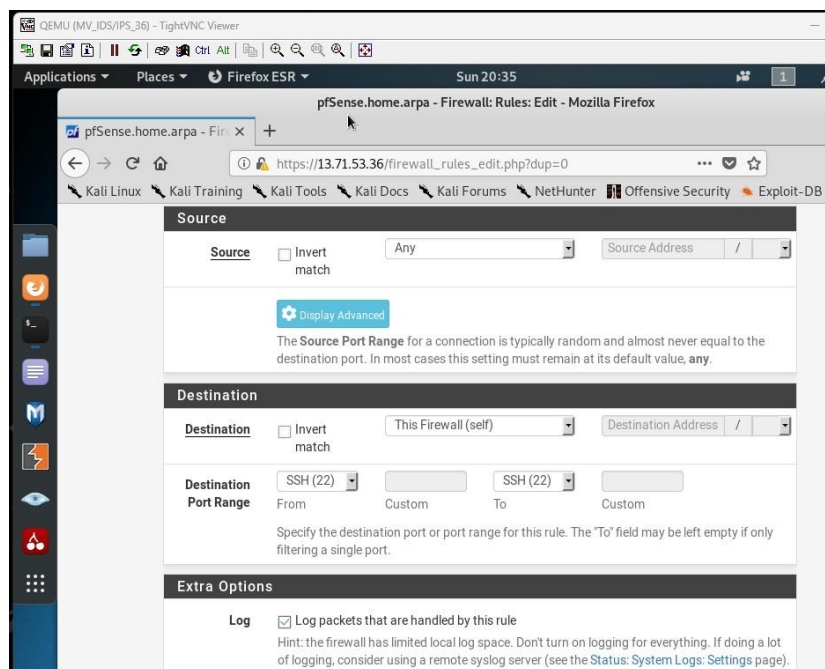 QEMU (MV_IDS/IPS_36) - TightVNC Viewer
Ctrl Alt
Applications Places Firefox ESR Sun 20:35 1
pfSense.home.arpa - Firewall: Rules: Edit - Mozilla Firefox
pfSense.home.arpa - Fir × +
https://13.71.53.36/firewall_rules_edit.php?dup=0
Kali Linux Kali Training Kali Tools Kali Docs Kali Forums NetHunter Offensive Security Exploit-DB
Source
Source Invert match Any Source Address /
Display Advanced
The Source Port Range for a connection is typically random and almost never equal to the
destination port. In most cases this setting must remain at its default value, any.
Destination
Destination Invert match This Firewall (self) Destination Address /
Destination Port Range SSH (22) SSH (22)
From Custom To Custom
Specify the destination port or port range for this rule. The "To" field may be left empty if only
filtering a single port.
Extra Options
Log Log packets that are handled by this rule
Hint: the firewall has limited local log space. Don't turn on logging for everything. If doing a lot
of logging, consider using a remote syslog server (see the Status: System Logs: Settings page).